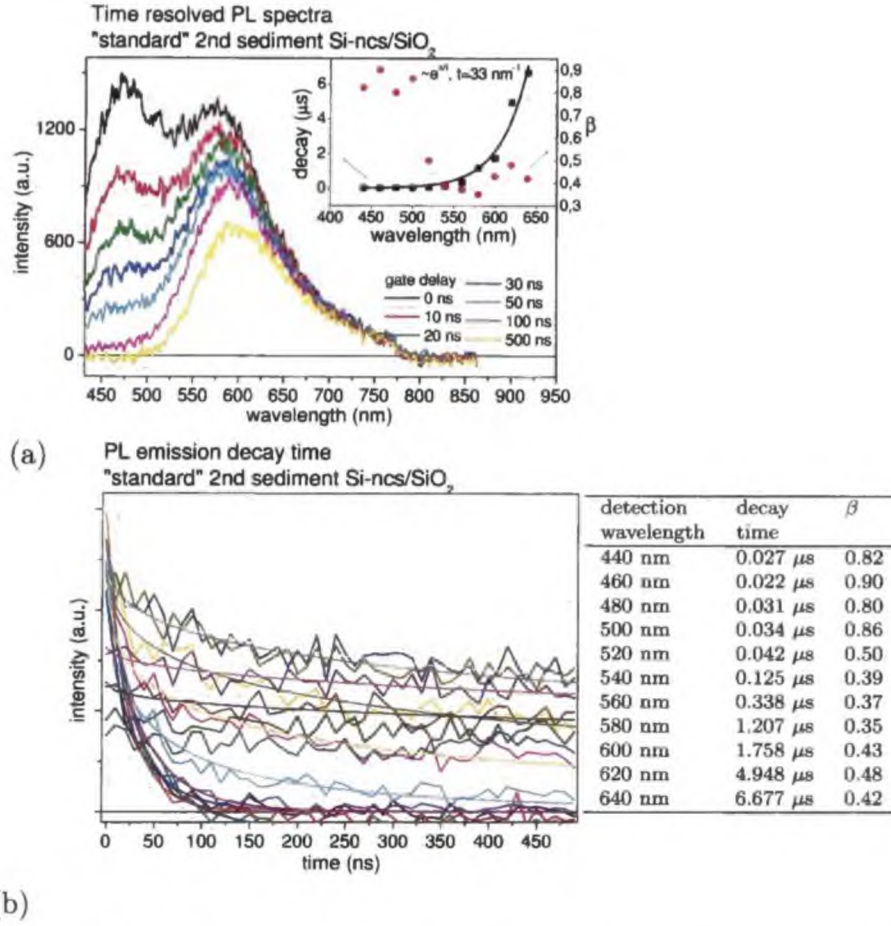 Time resolved PL spectra
"standard" 2nd sediment Si-ncs/SiO₂
intensity (a.u.)
1200
600
0
450 500 550 600 650 700 750 800 850 900 950
wavelength (nm)
~e^x/t, t=33 nm⁻¹
decay (µs)
6
4
2
0
0,9
0,8
0,7
0,6
0,5
0,4
0,3
β
400 450 500 550 600 650
wavelength (nm)
gate delay
0 ns
10 ns
20 ns
30 ns
50 ns
100 ns
500 ns
(a)
PL emission decay time
"standard" 2nd sediment Si-ncs/SiO₂
intensity (a.u.)
0 50 100 150 200 250 300 350 400 450
time (ns)
detection decay β
wavelength time
440 nm 0.027 µs 0.82
460 nm 0.022 µs 0.90
480 nm 0.031 µs 0.80
500 nm 0.034 µs 0.86
520 nm 0.042 µs 0.50
540 nm 0.125 µs 0.39
560 nm 0.338 µs 0.37
580 nm 1.207 µs 0.35
600 nm 1.758 µs 0.43
620 nm 4.948 µs 0.48
640 nm 6.677 µs 0.42
b)